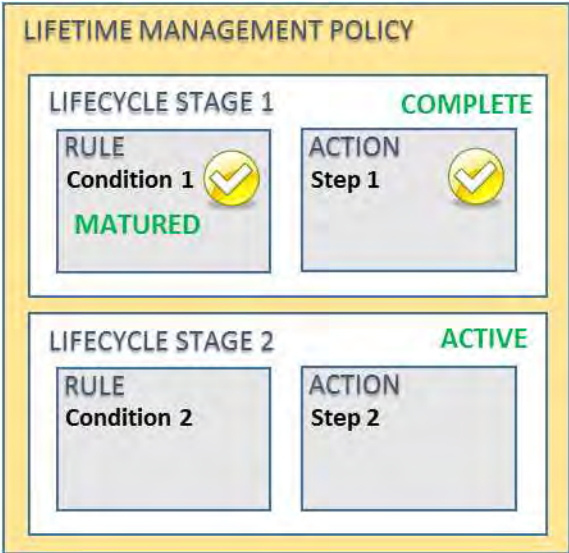 LIFETIME MANAGEMENT POLICY
LIFECYCLE STAGE 1 COMPLETE
RULE
Condition 1
MATURED
ACTION
Step 1
LIFECYCLE STAGE 2 ACTIVE
RULE
Condition 2
ACTION
Step 2